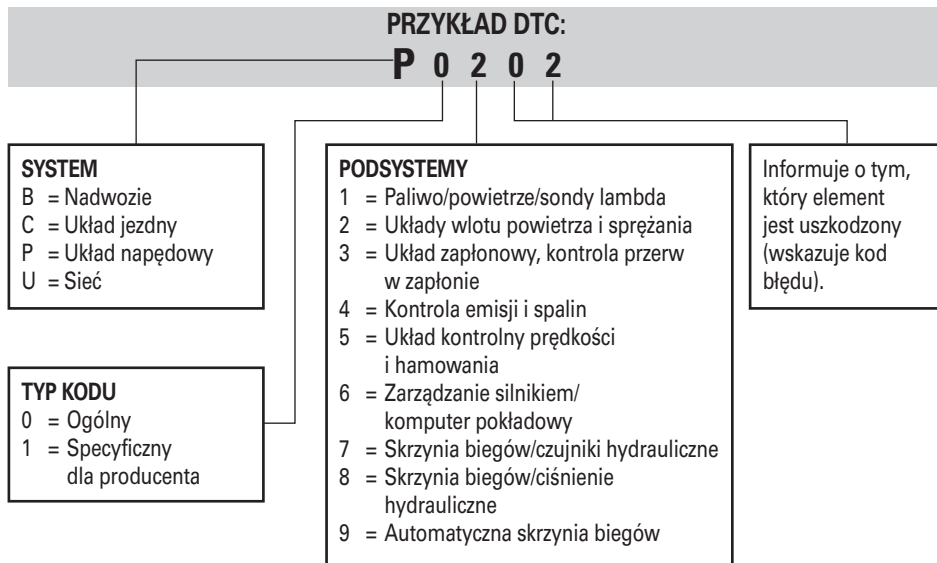 PRZYKŁAD DTC:
P 0 2 0 2
SYSTEM
B = Nadwozie
C = Układ jezdny
P = Układ napędowy
U = Sieć
TYP KODU
0 = Ogólny
1 = Specyficzny
dla producenta
PODSYSTEMY
1 = Paliwo/powietrze/sondy lambda
2 = Układy wlotu powietrza i sprężania
3 = Układ zapłonowy, kontrola przerw
w zapłonie
4 = Kontrola emisji i spalin
5 = Układ kontrolny prędkości
i hamowania
6 = Zarządzanie silnikiem/
komputer pokładowy
7 = Skrzynia biegów/czujniki hydrauliczne
8 = Skrzynia biegów/ciśnienie
hydrauliczne
9 = Automatyczna skrzynia biegów
Informuje o tym,
który element
jest uszkodzony
(wskazuje kod
błędu).